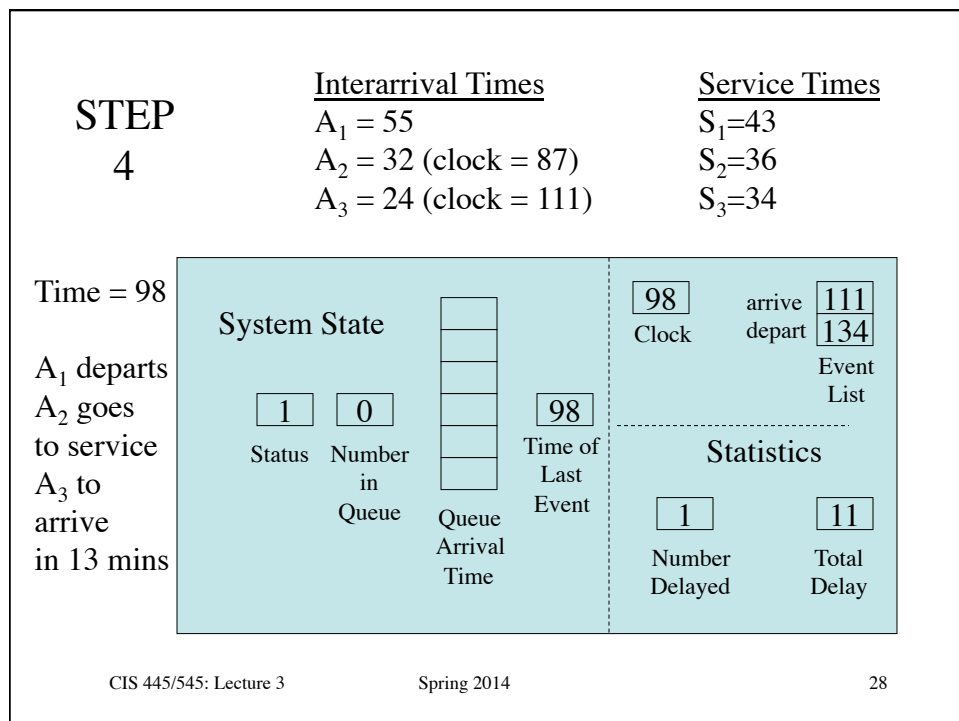 STEP
4
Interarrival Times
A₁ = 55
A₂ = 32 (clock = 87)
A₃ = 24 (clock = 111)
Service Times
S₁=43
S₂=36
S₃=34
Time = 98
A₁ departs
A₂ goes
to service
A₃ to
arrive
in 13 mins
System State
1
Status
0
Number
in
Queue
Queue
Arrival
Time
98
Time of
Last
Event
98
Clock
arrive 111
depart 134
Event
List
Statistics
1
Number
Delayed
11
Total
Delay
CIS 445/545: Lecture 3
Spring 2014
28